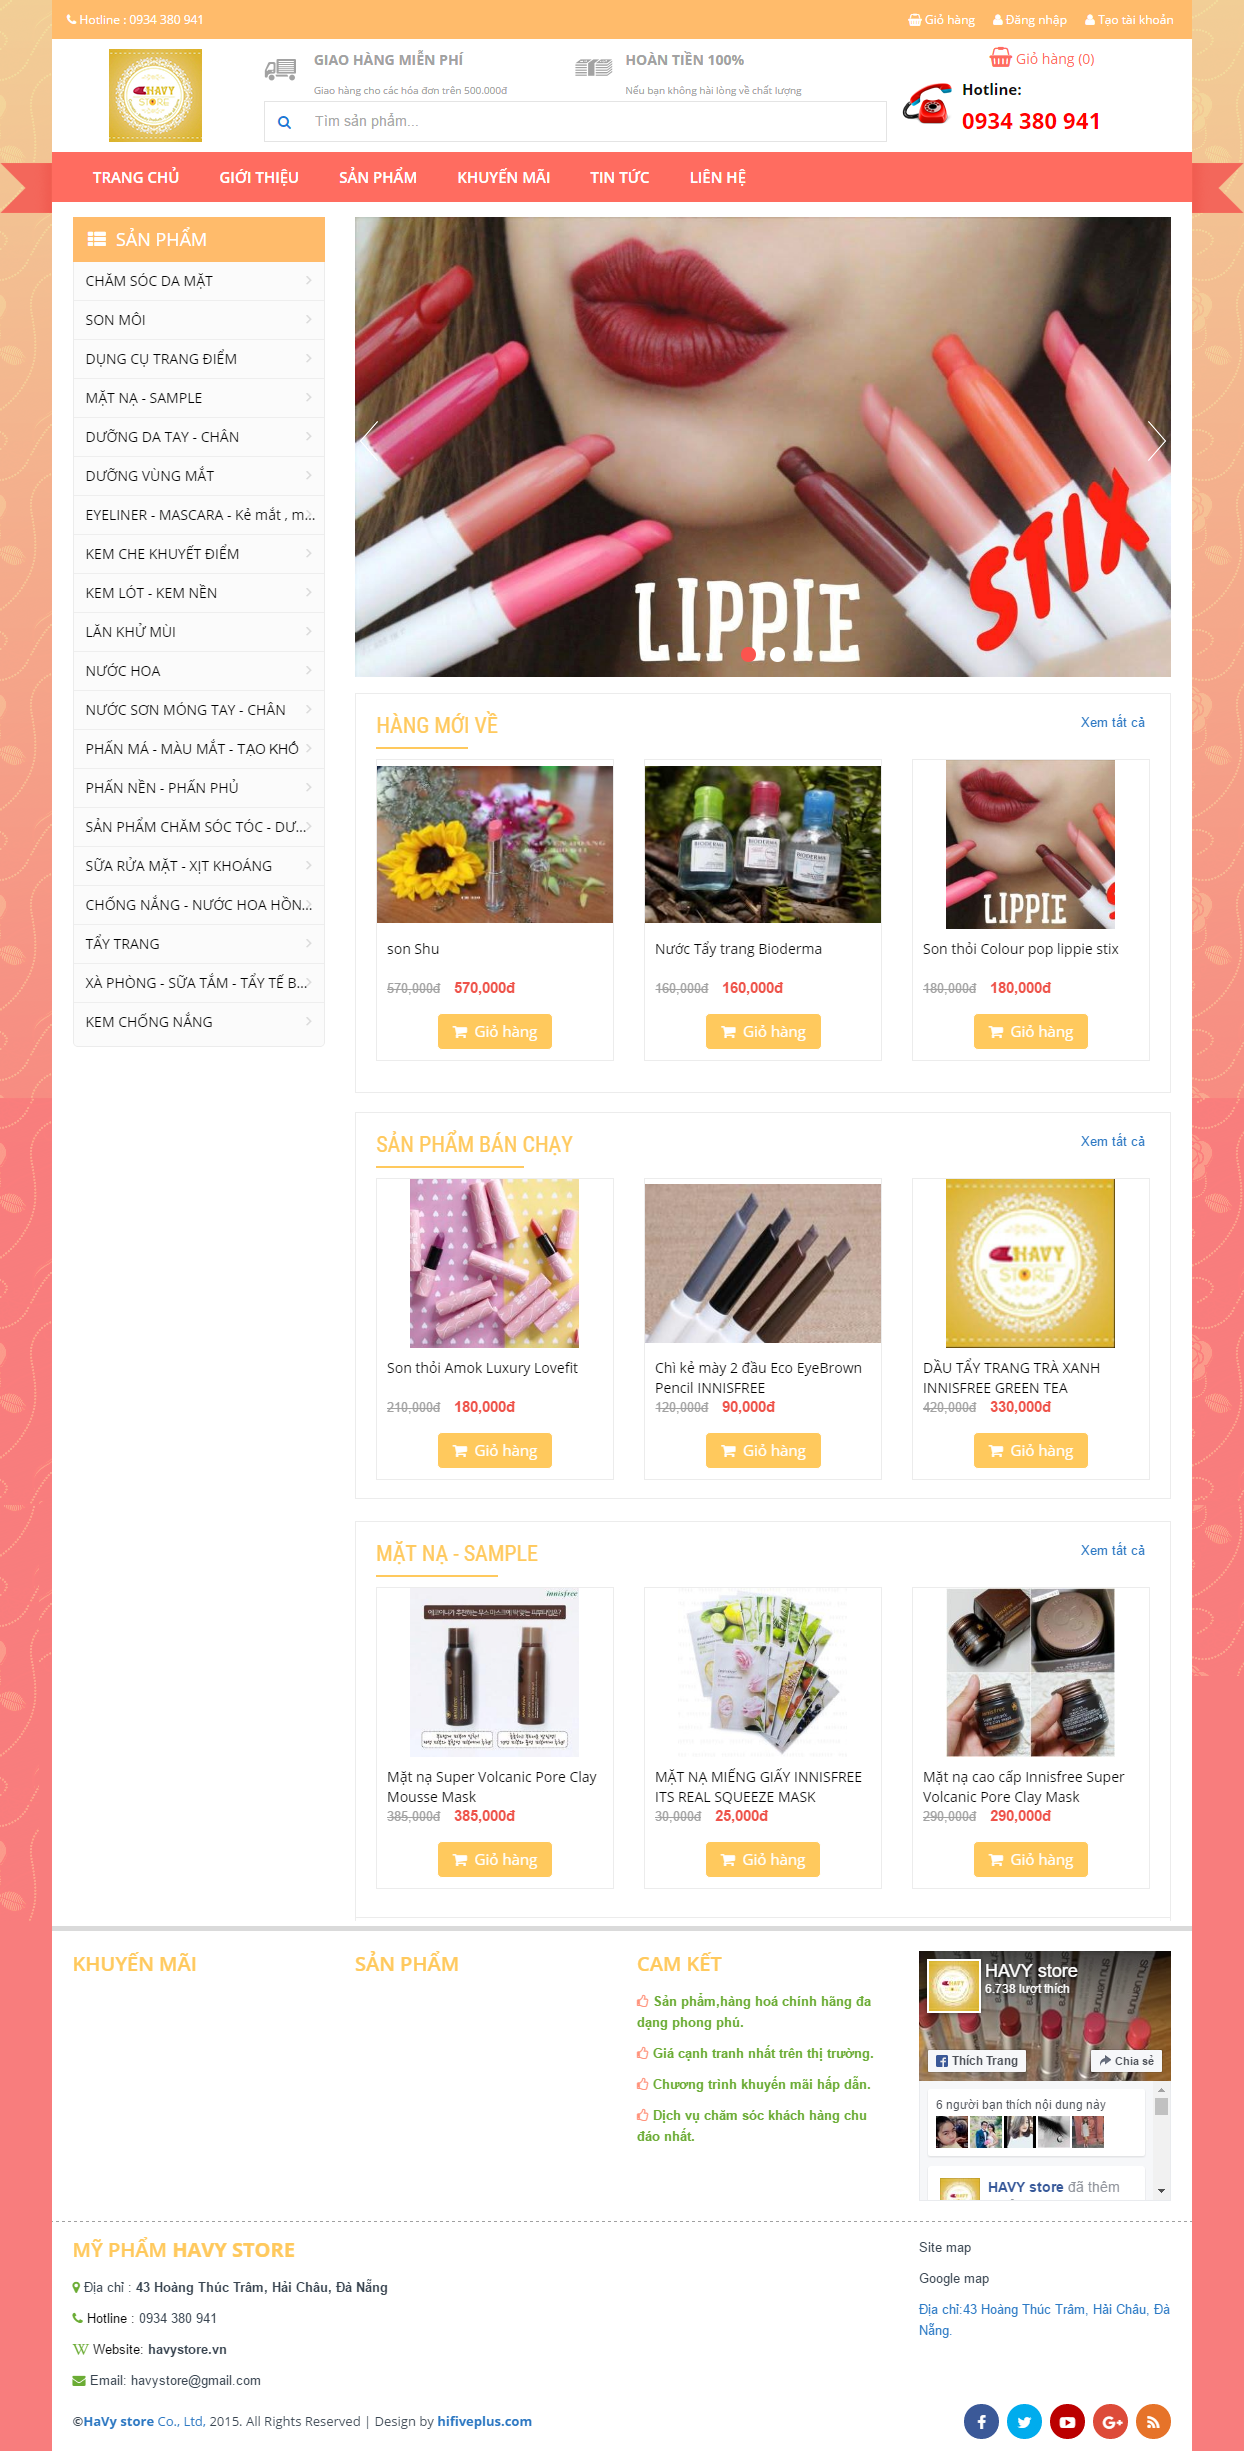 Hotline : 0934 380 941
Giỏ hàng
Đăng nhập
Tạo tài khoản
HAVY
STORE
GIAO HÀNG MIỄN PHÍ
Giao hàng cho các hóa đơn trên 500.000đ
HOÀN TIỀN 100%
Nếu bạn không hài lòng về chất lượng
Tìm sản phẩm...
Giỏ hàng (0)
Hotline:
0934 380 941
TRANG CHỦ
GIỚI THIỆU
SẢN PHẨM
KHUYẾN MÃI
TIN TỨC
LIÊN HỆ
SẢN PHẨM
CHĂM SÓC DA MẶT
SON MÔI
DỤNG CỤ TRANG ĐIỂM
MẶT NẠ - SAMPLE
DƯỠNG DA TAY - CHÂN
DƯỠNG VÙNG MẮT
EYELINER - MASCARA - Kẻ mắt , m...
KEM CHE KHUYẾT ĐIỂM
KEM LÓT - KEM NỀN
LĂN KHỬ MÙI
NƯỚC HOA
NƯỚC SƠN MÓNG TAY - CHÂN
PHẤN MÁ - MÀU MẮT - TẠO KHỐ
PHẤN NỀN - PHẤN PHỦ
SẢN PHẨM CHĂM SÓC TÓC - DƯ...
SỮA RỬA MẶT - XỊT KHOÁNG
CHỐNG NẮNG - NƯỚC HOA HỒN...
TẨY TRANG
XÀ PHÒNG - SỮA TẮM - TẨY TẾ B...
KEM CHỐNG NẮNG
LIPPIE
STIX
HÀNG MỚI VỀ
Xem tất cả
BIODERMA
BIODERMA
BIODERMA
LIPPIE
son Shu
570,000đ 570,000đ
Giỏ hàng
Nước Tẩy trang Bioderma
160,000đ 160,000đ
Giỏ hàng
Son thỏi Colour pop lippie stix
180,000đ 180,000đ
Giỏ hàng
SẢN PHẨM BÁN CHẠY
Xem tất cả
HAVY
STORE
Son thỏi Amok Luxury Lovefit
210,000đ 180,000đ
Giỏ hàng
Chì kẻ mày 2 đầu Eco EyeBrown
Pencil INNISFREE
120,000đ 90,000đ
Giỏ hàng
DẦU TẨY TRANG TRÀ XANH
INNISFREE GREEN TEA
420,000đ 330,000đ
Giỏ hàng
MẶT NẠ - SAMPLE
Xem tất cả
innisfree
Mặt nạ Super Volcanic Pore Clay
Mousse Mask
385,000đ 385,000đ
Giỏ hàng
MẶT NẠ MIẾNG GIẤY INNISFREE
ITS REAL SQUEEZE MASK
30,000đ 25,000đ
Giỏ hàng
Mặt nạ cao cấp Innisfree Super
Volcanic Pore Clay Mask
290,000đ 290,000đ
Giỏ hàng
KHUYẾN MÃI
SẢN PHẨM
CAM KẾT
Sản phẩm,hàng hoá chính hãng đa
dạng phong phú.
Giá cạnh tranh nhất trên thị trường.
Chương trình khuyến mãi hấp dẫn.
Dịch vụ chăm sóc khách hàng chu
đáo nhất.
HAVY store
6.738 lượt thích
Thích Trang
Chia sẻ
6 người bạn thích nội dung này
HAVY store đã thêm
MỸ PHẨM HAVY STORE
Địa chỉ : 43 Hoàng Thúc Trâm, Hải Châu, Đà Nẵng
Hotline : 0934 380 941
Website: havystore.vn
Email: havystore@gmail.com
©HaVy store Co., Ltd, 2015. All Rights Reserved | Design by hifiveplus.com
Site map
Google map
Địa chỉ:43 Hoàng Thúc Trâm, Hải Châu, Đà
Nẵng.